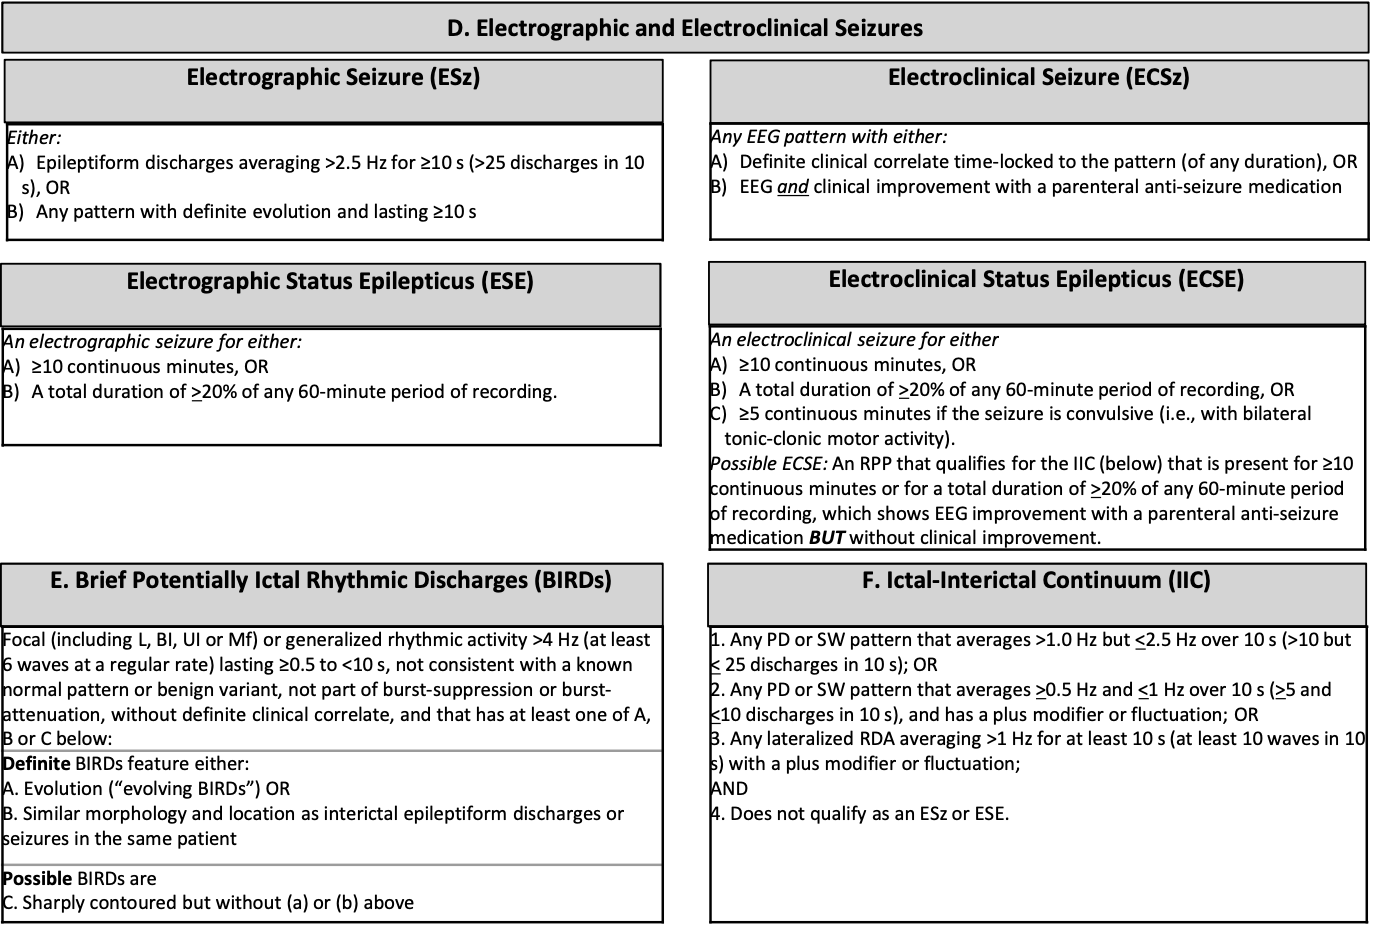 D. Electrographic and Electroclinical Seizures
Electrographic Seizure (ESz)
Either:
A) Epileptiform discharges averaging >2.5 Hz for ≥10 s (>25 discharges in 10
s), OR
B) Any pattern with definite evolution and lasting ≥10 s
Electroclinical Seizure (ECSz)
Any EEG pattern with either:
A) Definite clinical correlate time-locked to the pattern (of any duration), OR
B) EEG and clinical improvement with a parenteral anti-seizure medication
Electrographic Status Epilepticus (ESE)
An electrographic seizure for either:
A) ≥10 continuous minutes, OR
B) A total duration of ≥20% of any 60-minute period of recording.
Electroclinical Status Epilepticus (ECSE)
An electroclinical seizure for either
A) ≥10 continuous minutes, OR
B) A total duration of ≥20% of any 60-minute period of recording, OR
C) ≥5 continuous minutes if the seizure is convulsive (i.e., with bilateral
tonic-clonic motor activity).
Possible ECSE: An RPP that qualifies for the IIC (below) that is present for ≥10
continuous minutes or for a total duration of ≥20% of any 60-minute period
of recording, which shows EEG improvement with a parenteral anti-seizure
medication BUT without clinical improvement.
E. Brief Potentially Ictal Rhythmic Discharges (BIRDs)
Focal (including L, BI, UI or Mf) or generalized rhythmic activity >4 Hz (at least
6 waves at a regular rate) lasting ≥0.5 to <10 s, not consistent with a known
normal pattern or benign variant, not part of burst-suppression or burst-
attenuation, without definite clinical correlate, and that has at least one of A,
B or C below:
Definite BIRDs feature either:
A. Evolution (“evolving BIRDs”) OR
B. Similar morphology and location as interictal epileptiform discharges or
seizures in the same patient
Possible BIRDs are
C. Sharply contoured but without (a) or (b) above
F. Ictal-Interictal Continuum (IIC)
1. Any PD or SW pattern that averages >1.0 Hz but ≤2.5 Hz over 10 s (>10 but
≤ 25 discharges in 10 s); OR
2. Any PD or SW pattern that averages ≥0.5 Hz and ≤1 Hz over 10 s (≥5 and
≤10 discharges in 10 s), and has a plus modifier or fluctuation; OR
3. Any lateralized RDA averaging >1 Hz for at least 10 s (at least 10 waves in 10
s) with a plus modifier or fluctuation;
AND
4. Does not qualify as an ESz or ESE.